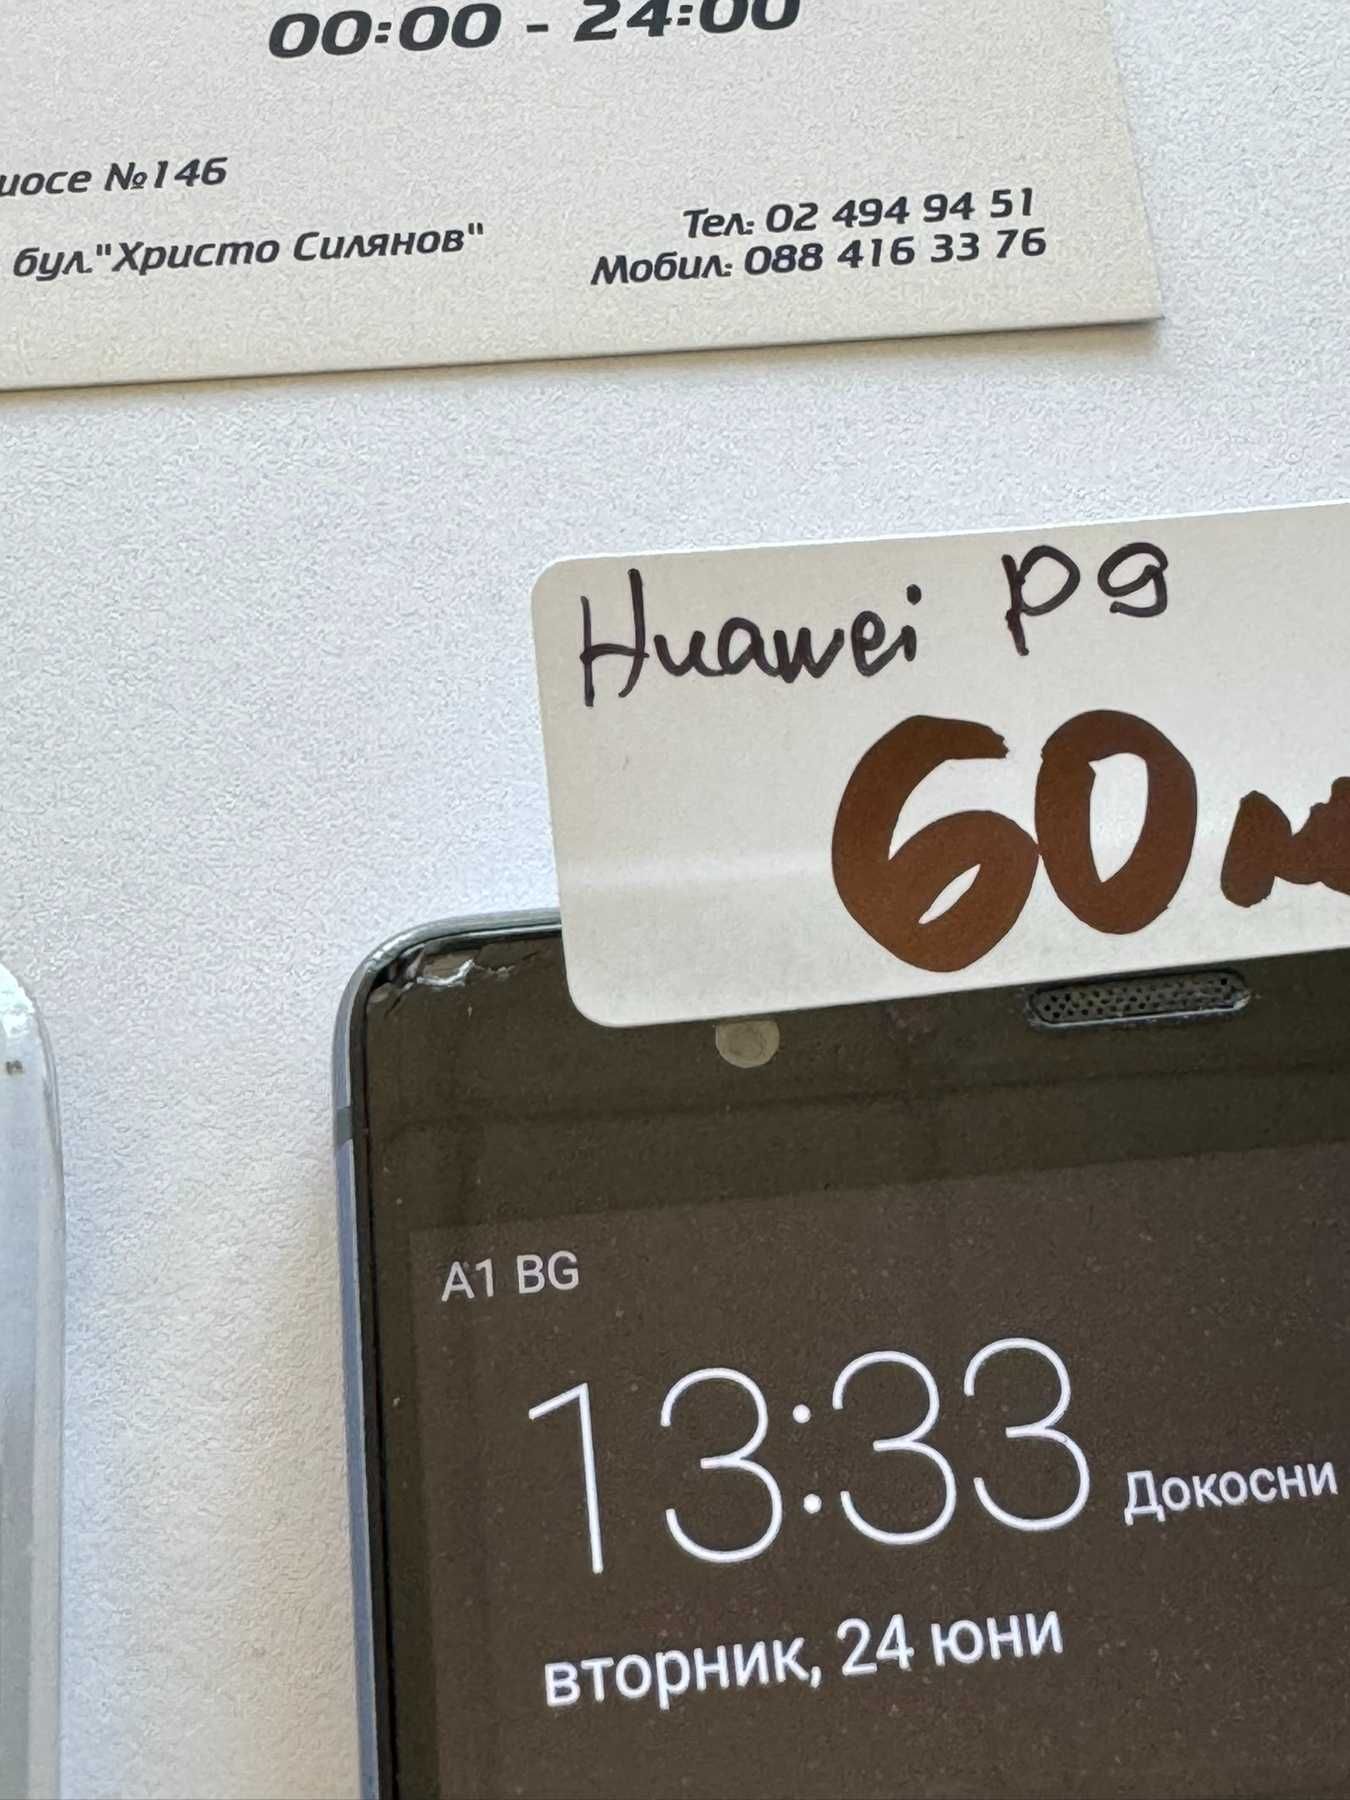 00:00 - 24:00
№146
бул."Христо Силянов"
Тел: 02 494 94 51
Мобил: 088 416 33 76
Huawei P9
60
A1 BG
13:33
Докосни
вторник, 24 юни